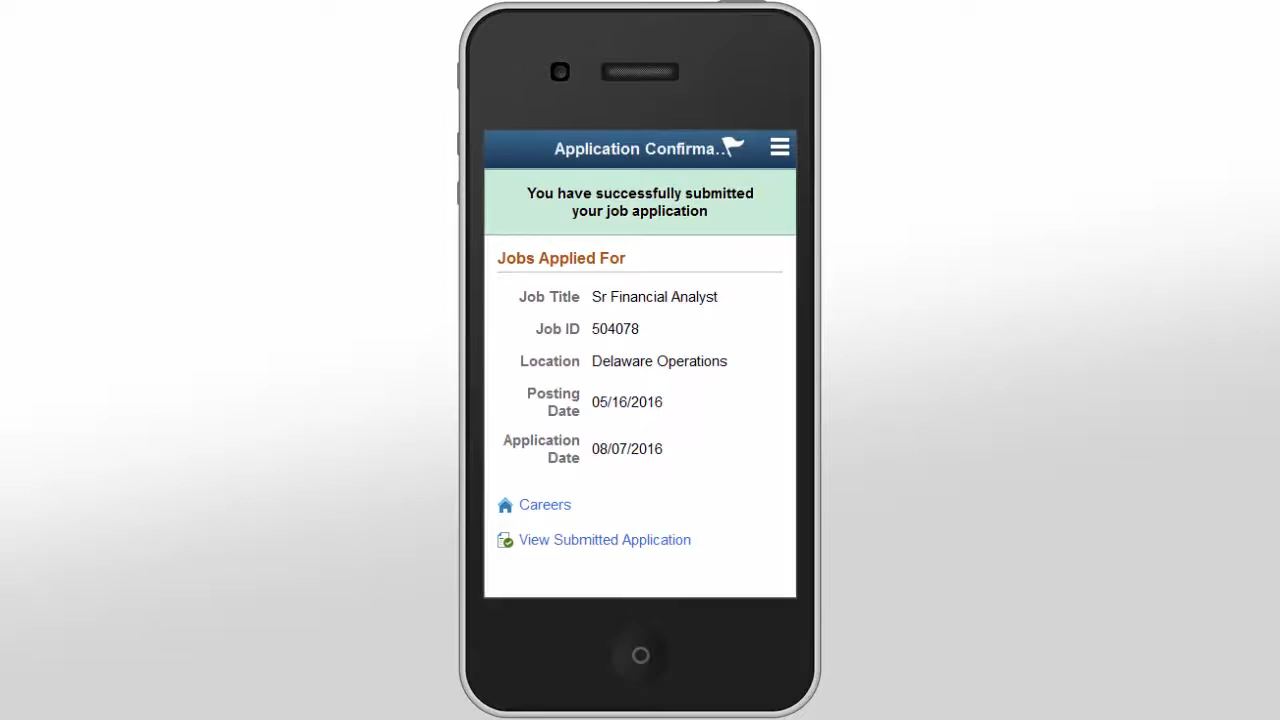 Application Confirma...
You have successfully submitted
your job application
Jobs Applied For
Job Title Sr Financial Analyst
Job ID 504078
Location Delaware Operations
Posting
Date 05/16/2016
Application
Date 08/07/2016
Careers
View Submitted Application